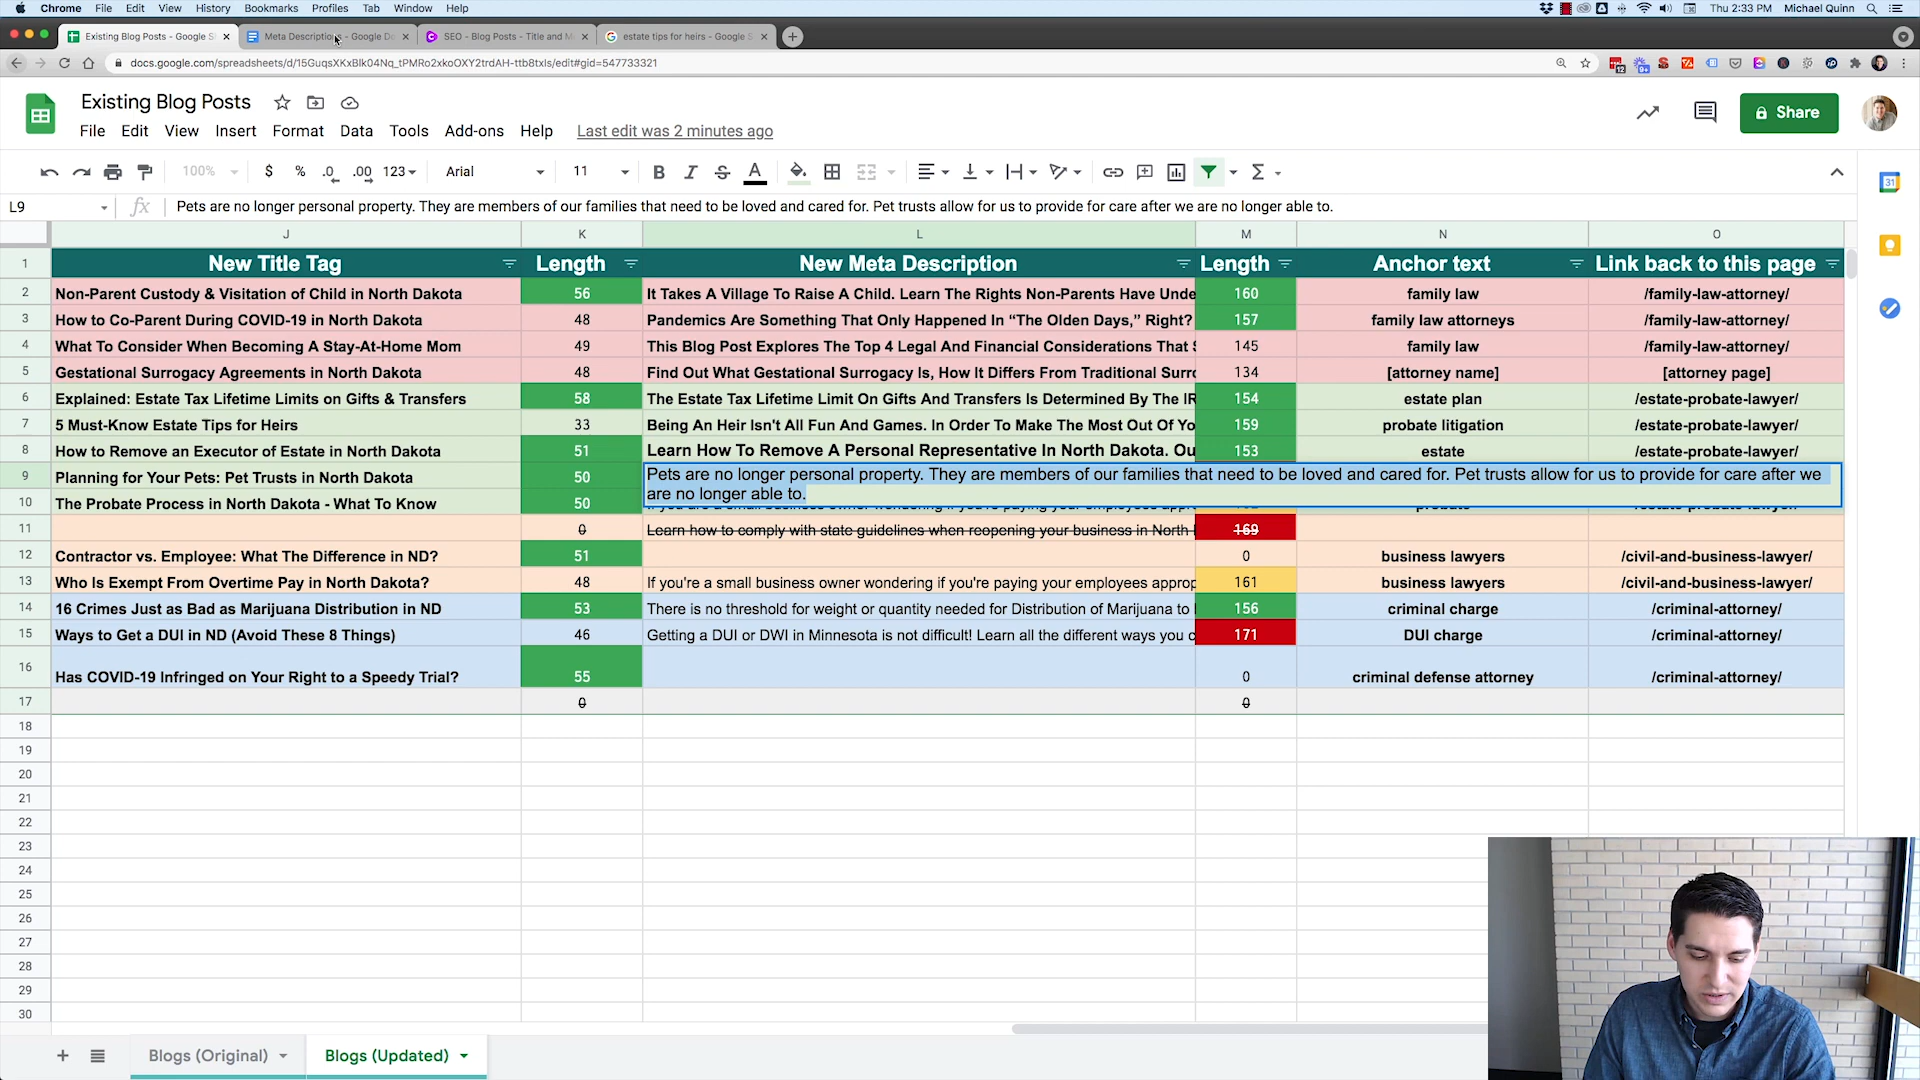 Chrome File Edit View History Bookmarks Profiles Tab Window Help Thu 2:33 PM Michael Quinn
Existing Blog Posts - Google S Meta Descriptions - Google Do SEO - Blog Posts - Title and M estate tips for heirs - Google S
docs.google.com/spreadsheets/d/15GuqsXKxBlk04Nq_tPMRo2xkoOXY2trdAH-ttb8txIs/edit#gid=547733321
Existing Blog Posts
File Edit View Insert Format Data Tools Add-ons Help Last edit was 2 minutes ago
Share
100% $ % .0 .00 123 Arial 11
L9 fx Pets are no longer personal property. They are members of our families that need to be loved and cared for. Pet trusts allow for us to provide for care after we are no longer able to.
J K L M N O
1 New Title Tag Length New Meta Description Length Anchor text Link back to this page
2 Non-Parent Custody & Visitation of Child in North Dakota 56 It Takes A Village To Raise A Child. Learn The Rights Non-Parents Have Unde 160 family law /family-law-attorney/
3 How to Co-Parent During COVID-19 in North Dakota 48 Pandemics Are Something That Only Happened In “The Olden Days,” Right? 157 family law attorneys /family-law-attorney/
4 What To Consider When Becoming A Stay-At-Home Mom 49 This Blog Post Explores The Top 4 Legal And Financial Considerations That S 145 family law /family-law-attorney/
5 Gestational Surrogacy Agreements in North Dakota 48 Find Out What Gestational Surrogacy Is, How It Differs From Traditional Surro 134 [attorney name] [attorney page]
6 Explained: Estate Tax Lifetime Limits on Gifts & Transfers 58 The Estate Tax Lifetime Limit On Gifts And Transfers Is Determined By The IR 154 estate plan /estate-probate-lawyer/
7 5 Must-Know Estate Tips for Heirs 33 Being An Heir Isn't All Fun And Games. In Order To Make The Most Out Of Yo 159 probate litigation /estate-probate-lawyer/
8 How to Remove an Executor of Estate in North Dakota 51 Learn How To Remove A Personal Representative In North Dakota. Ou 153 estate /estate-probate-lawyer/
9 Planning for Your Pets: Pet Trusts in North Dakota 50 Pets are no longer personal property. They are members of our families that need to be loved and cared for. Pet trusts allow for us to provide for care after we
are no longer able to.
10 The Probate Process in North Dakota - What To Know 50
11 0 Learn how to comply with state guidelines when reopening your business in North 169
12 Contractor vs. Employee: What The Difference in ND? 51 0 business lawyers /civil-and-business-lawyer/
13 Who Is Exempt From Overtime Pay in North Dakota? 48 If you're a small business owner wondering if you're paying your employees approp 161 business lawyers /civil-and-business-lawyer/
14 16 Crimes Just as Bad as Marijuana Distribution in ND 53 There is no threshold for weight or quantity needed for Distribution of Marijuana to 156 criminal charge /criminal-attorney/
15 Ways to Get a DUI in ND (Avoid These 8 Things) 46 Getting a DUI or DWI in Minnesota is not difficult! Learn all the different ways you c 171 DUI charge /criminal-attorney/
16 Has COVID-19 Infringed on Your Right to a Speedy Trial? 55 0 criminal defense attorney /criminal-attorney/
17 0 0
18
19
20
21
22
23
24
25
26
27
28
29
30
Blogs (Original) Blogs (Updated)